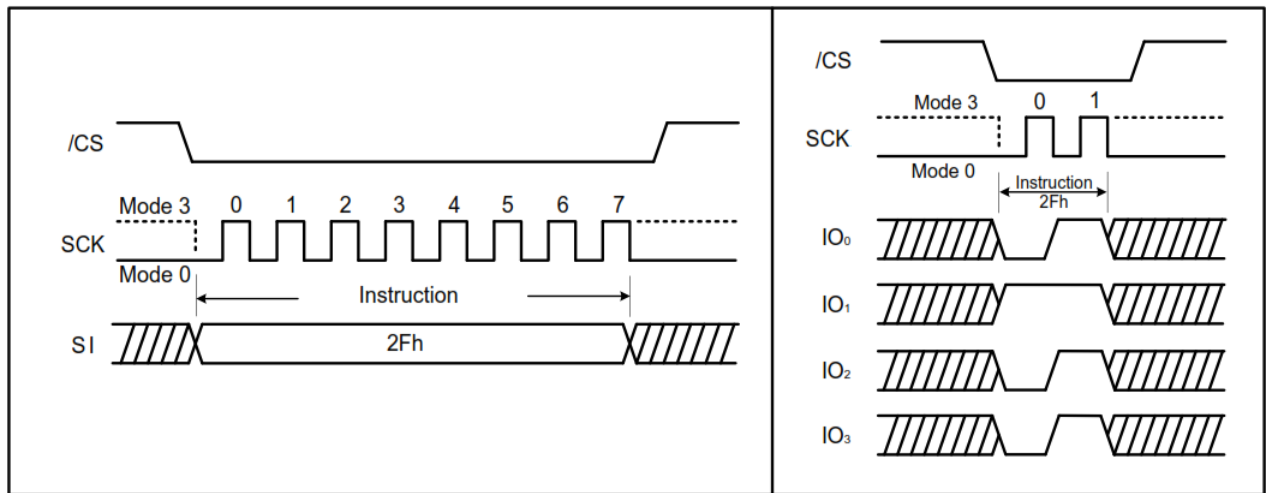 /CS
Mode 3 0 1 2 3 4 5 6 7
SCK
Mode 0
Instruction
SI
2Fh
/CS
Mode 3 0 1
SCK
Mode 0
Instruction
2Fh
IO₀
IO₁
IO₂
IO₃